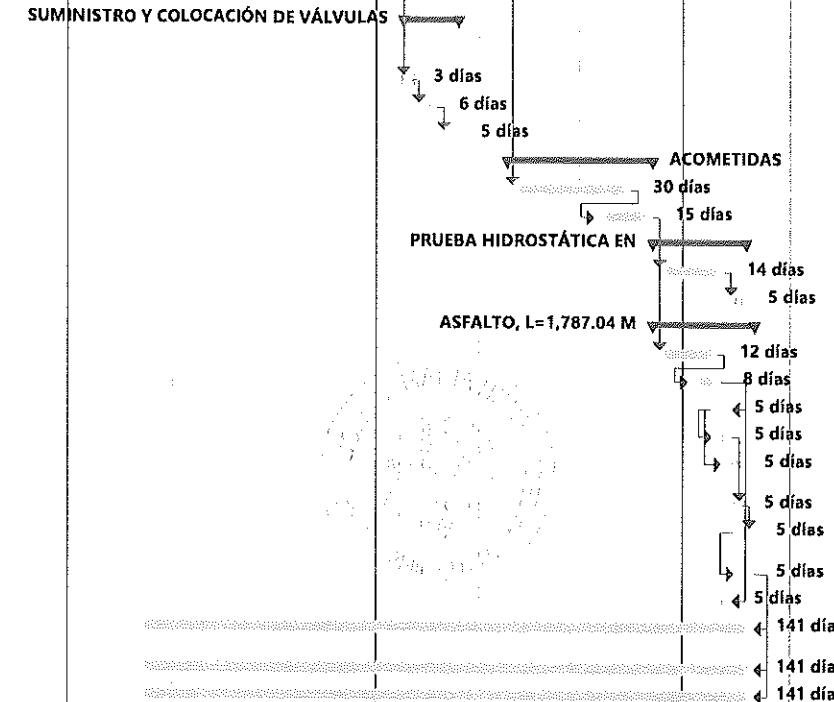 SUMINISTRO Y COLOCACIÓN DE VÁLVULAS
3 días
6 días
5 días
ACOMETIDAS
30 días
15 días
PRUEBA HIDROSTÁTICA EN
14 días
5 días
ASFALTO, L=1,787.04 M
12 días
8 días
5 días
5 días
5 días
5 días
5 días
5 días
5 días
141 día
141 día
141 día